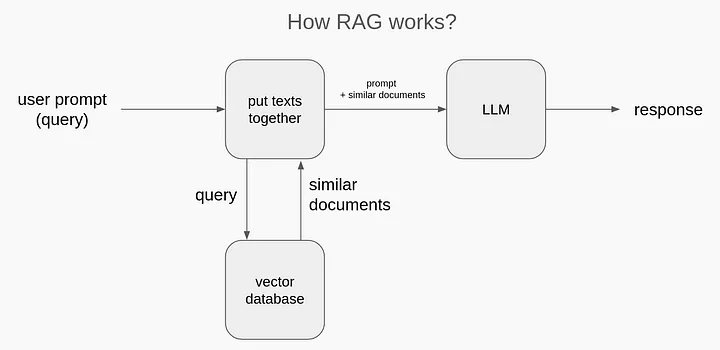 How RAG works?
user prompt
(query)
put texts
together
prompt
+ similar documents
LLM
response
query
similar
documents
vector
database